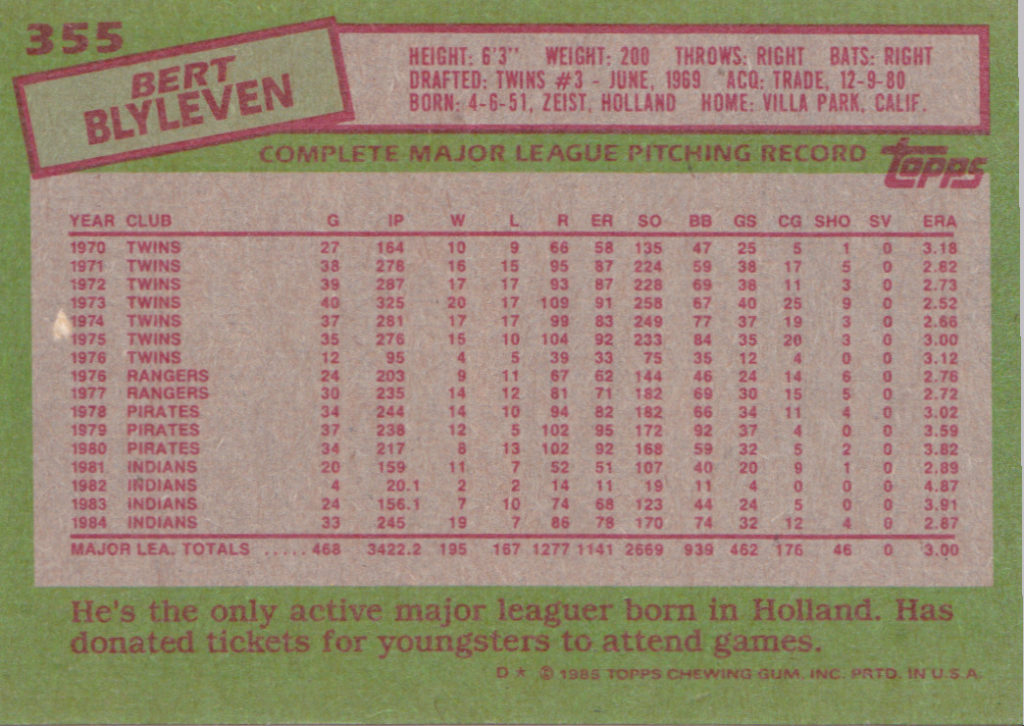 355
BERT
BLYLEVEN
HEIGHT: 6'3" WEIGHT: 200 THROWS: RIGHT BATS: RIGHT
DRAFTED: TWINS #3 - JUNE, 1969 ACQ: TRADE, 12-9-80
BORN: 4-6-51, ZEIST, HOLLAND HOME: VILLA PARK, CALIF.
COMPLETE MAJOR LEAGUE PITCHING RECORD
Topps
YEAR CLUB G IP W L R ER SO BB GS CG SHO SV ERA
1970 TWINS 27 164 10 9 66 58 135 47 25 5 1 0 3.18
1971 TWINS 38 278 16 15 95 87 224 59 38 17 5 0 2.82
1972 TWINS 39 287 17 17 93 87 228 69 38 11 3 0 2.73
1973 TWINS 40 325 20 17 109 91 258 67 40 25 9 0 2.52
1974 TWINS 37 281 17 17 99 83 249 77 37 19 3 0 2.66
1975 TWINS 35 276 15 10 104 92 233 84 35 20 3 0 3.00
1976 TWINS 12 95 4 5 39 33 75 35 12 4 0 0 3.12
1976 RANGERS 24 203 9 11 67 62 144 46 24 14 6 0 2.76
1977 RANGERS 30 235 14 12 81 71 182 69 30 15 5 0 2.72
1978 PIRATES 34 244 14 10 94 82 182 66 34 11 4 0 3.02
1979 PIRATES 37 238 12 5 102 95 172 92 37 4 0 0 3.59
1980 PIRATES 34 217 8 13 102 92 168 59 32 5 2 0 3.82
1981 INDIANS 20 159 11 7 52 51 107 40 20 9 1 0 2.89
1982 INDIANS 4 20.1 2 2 14 11 19 11 4 0 0 0 4.87
1983 INDIANS 24 156.1 7 10 74 68 123 44 24 5 0 0 3.91
1984 INDIANS 33 245 19 7 86 78 170 74 32 12 4 0 2.87
MAJOR LEA. TOTALS ..... 468 3422.2 195 167 1277 1141 2669 939 462 176 46 0 3.00
He's the only active major leaguer born in Holland. Has
donated tickets for youngsters to attend games.
D * © 1985 TOPPS CHEWING GUM, INC. PRTD. IN U.S.A.